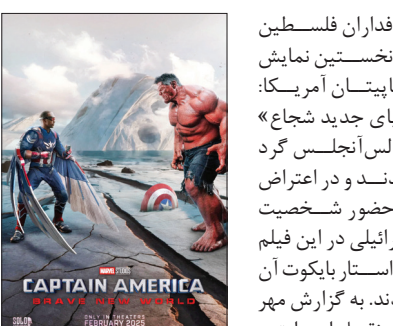 فداران فلسطین
نخستین نمایش
اپیتان آمریکا:
یای جدید شجاع»
لس‌آنجلس گرد
دند و در اعتراض
حضور شخصیت
رائیلی در این فیلم
استار بایکوت آن
دند. به گزارش مهر
MARVEL STUDIOS
CAPTAIN AMERICA
BRAVE NEW WORLD
ONLY IN THEATERS
FEBRUARY 2025